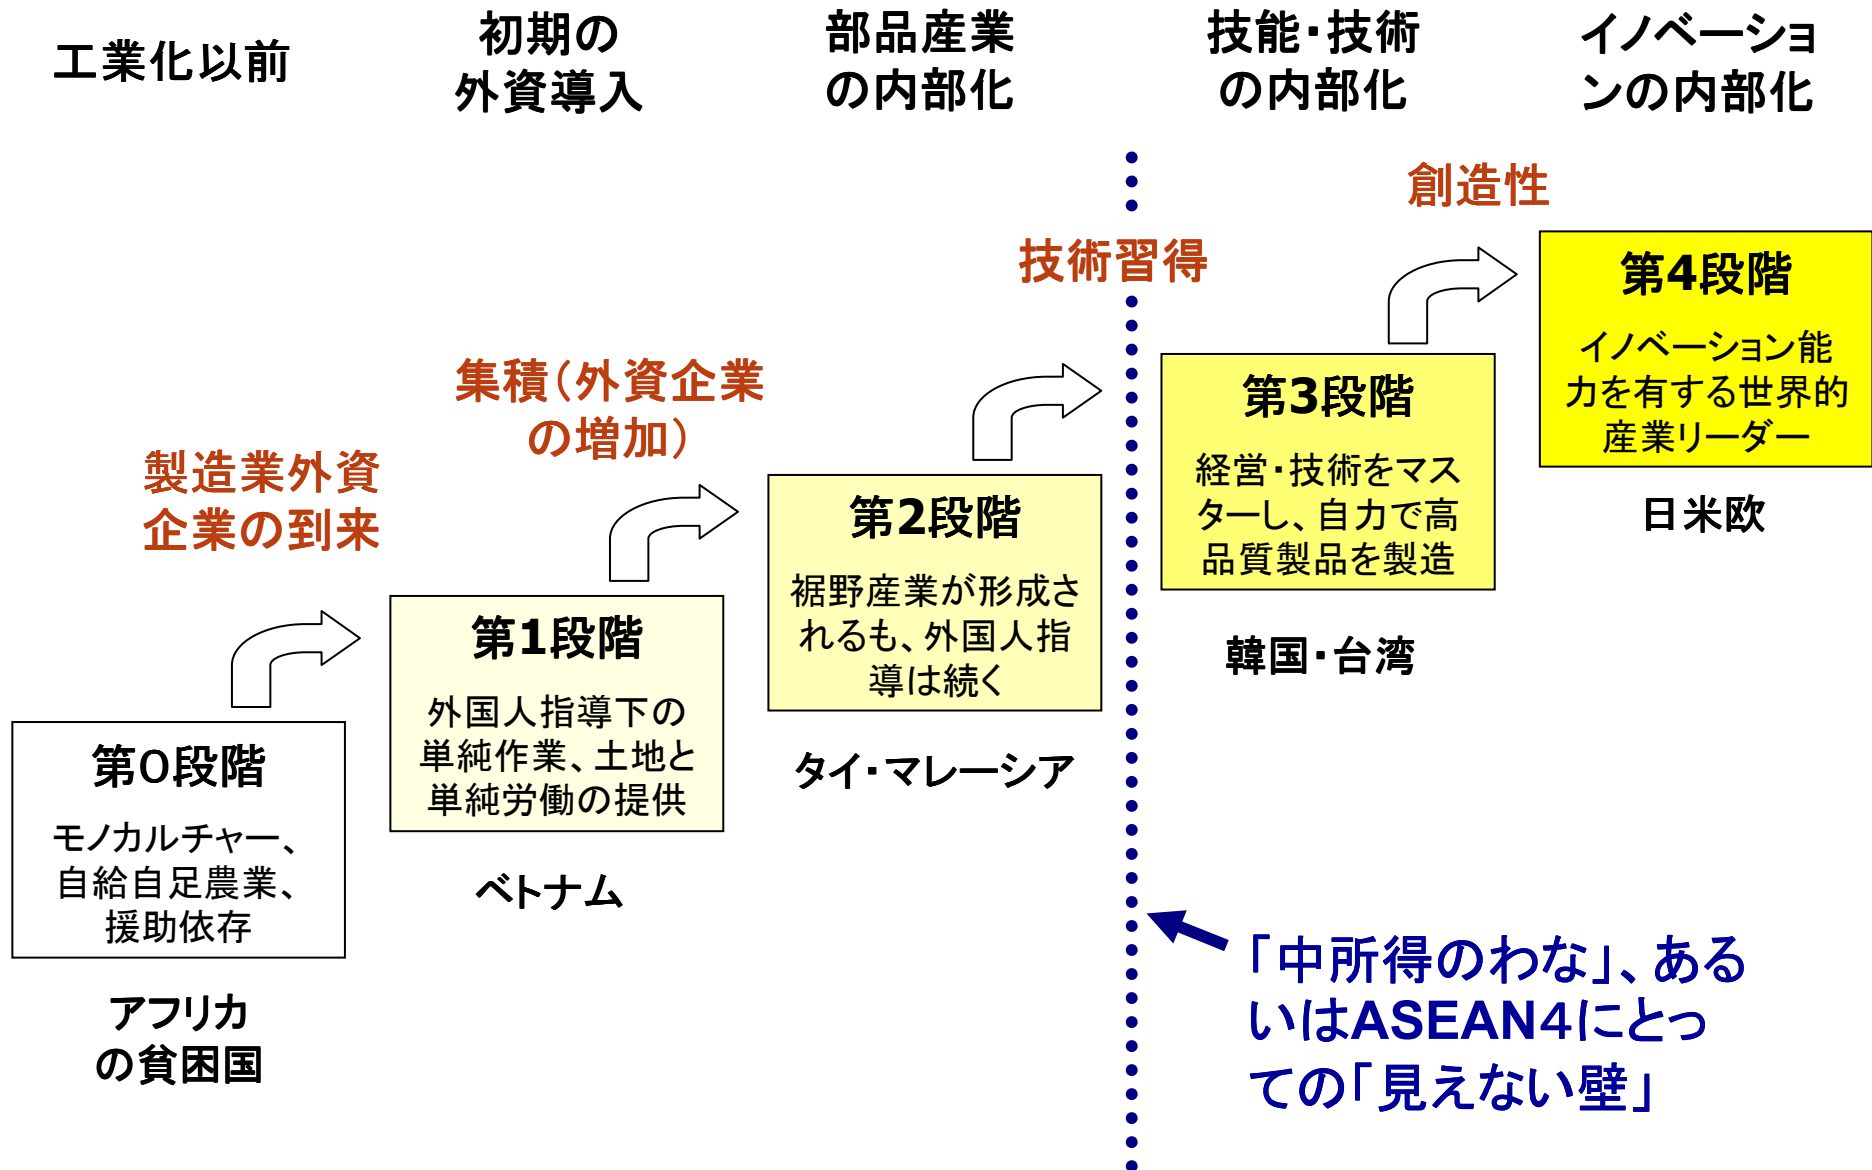 工業化以前
初期の
外資導入
部品産業
の内部化
技能・技術
の内部化
イノベーショ
ンの内部化
創造性
技術習得
集積(外資企業
の増加)
製造業外資
企業の到来
第0段階
モノカルチャー、
自給自足農業、
援助依存
アフリカ
の貧困国
第1段階
外国人指導下の
単純作業、土地と
単純労働の提供
ベトナム
第2段階
裾野産業が形成さ
れるも、外国人指
導は続く
タイ・マレーシア
第3段階
経営・技術をマス
ターし、自力で高
品質製品を製造
韓国・台湾
第4段階
イノベーション能
力を有する世界的
産業リーダー
日米欧
「中所得のわな」、ある
いはASEAN4にとっ
ての「見えない壁」